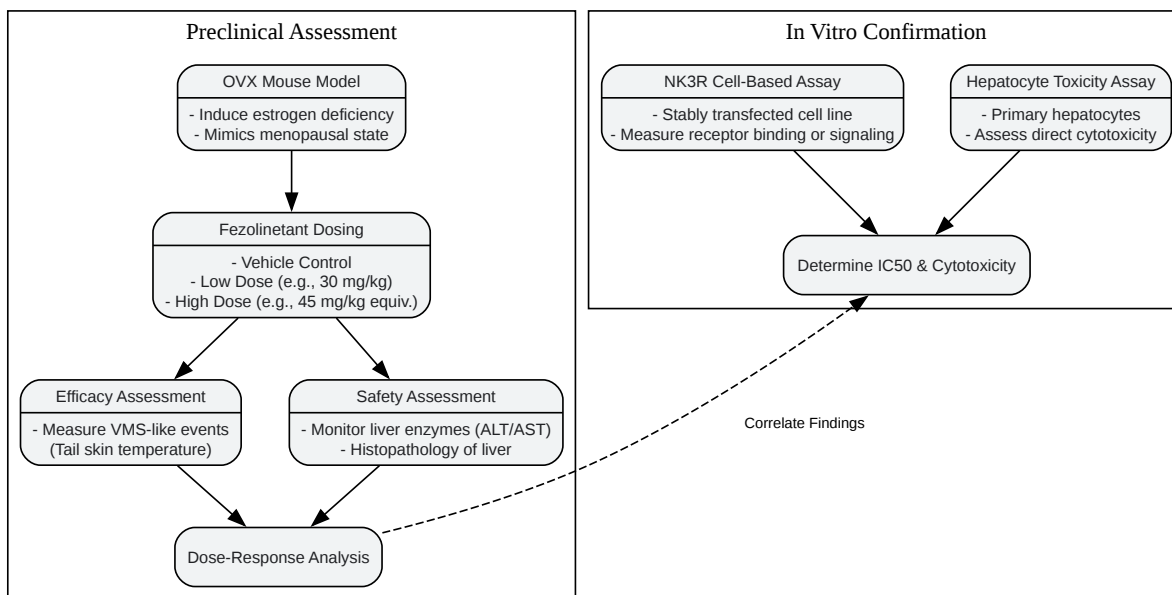 Preclinical Assessment
OVX Mouse Model
- Induce estrogen deficiency
- Mimics menopausal state
Fezolinetant Dosing
- Vehicle Control
- Low Dose (e.g., 30 mg/kg)
- High Dose (e.g., 45 mg/kg equiv.)
Efficacy Assessment
- Measure VMS-like events
(Tail skin temperature)
Safety Assessment
- Monitor liver enzymes (ALT/AST)
- Histopathology of liver
Dose-Response Analysis
In Vitro Confirmation
NK3R Cell-Based Assay
- Stably transfected cell line
- Measure receptor binding or signaling
Hepatocyte Toxicity Assay
- Primary hepatocytes
- Assess direct cytotoxicity
Determine IC50 & Cytotoxicity
Correlate Findings